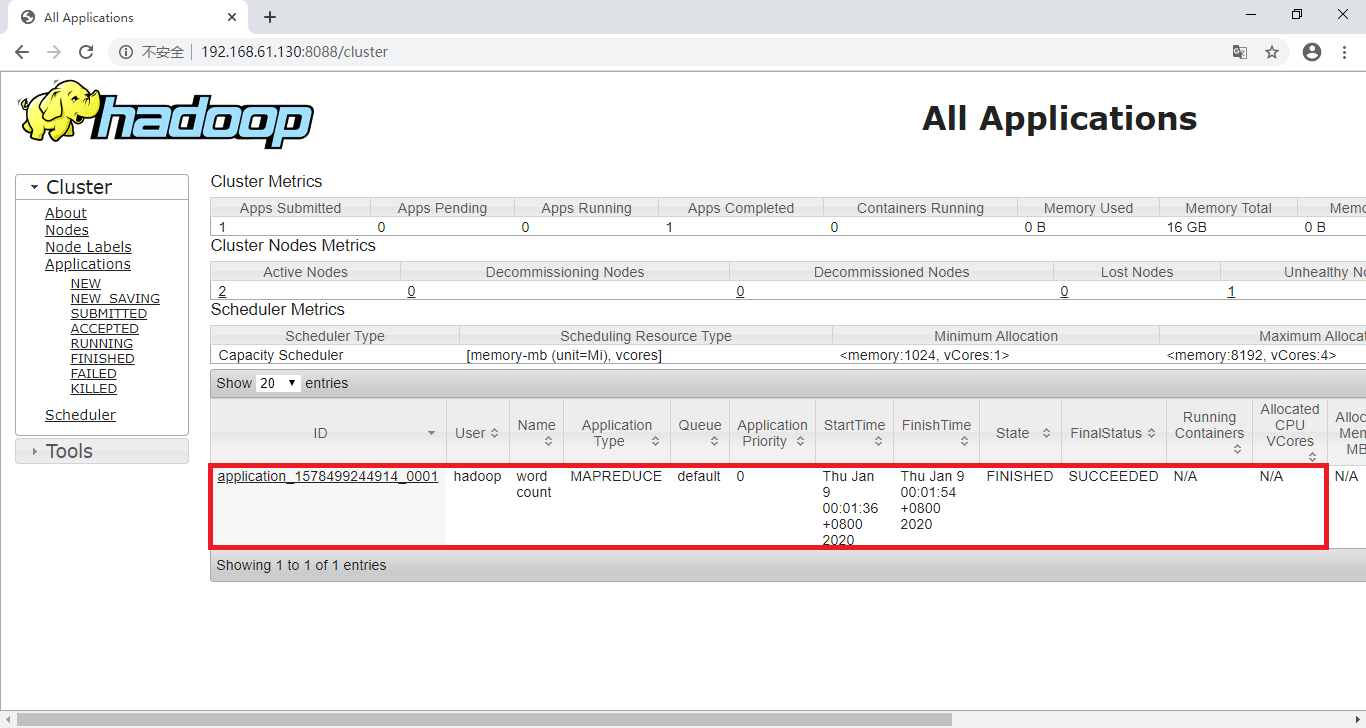 All Applications
不安全 192.168.61.130:8088/cluster
hadoop
All Applications
Cluster
About
Nodes
Node Labels
Applications
NEW
NEW_SAVING
SUBMITTED
ACCEPTED
RUNNING
FINISHED
FAILED
KILLED
Scheduler
Tools
Cluster Metrics
Apps Submitted Apps Pending Apps Running Apps Completed Containers Running Memory Used Memory Total Memo
1 0 0 1 0 0 B 16 GB 0 B
Cluster Nodes Metrics
Active Nodes Decommissioning Nodes Decommissioned Nodes Lost Nodes Unhealthy No
2 0 0 0 1
Scheduler Metrics
Scheduler Type Scheduling Resource Type Minimum Allocation Maximum Allocat
Capacity Scheduler [memory-mb (unit=Mi), vcores] <memory:1024, vCores:1> <memory:8192, vCores:4>
Show 20 entries
ID User Name Application Type Queue Application Priority StartTime FinishTime State FinalStatus Running Containers Allocated CPU VCores Alloc Mem MB
application_1578499244914_0001 hadoop word count MAPREDUCE default 0 Thu Jan 9 00:01:36 +0800 2020 Thu Jan 9 00:01:54 +0800 2020 FINISHED SUCCEEDED N/A N/A N/A
Showing 1 to 1 of 1 entries